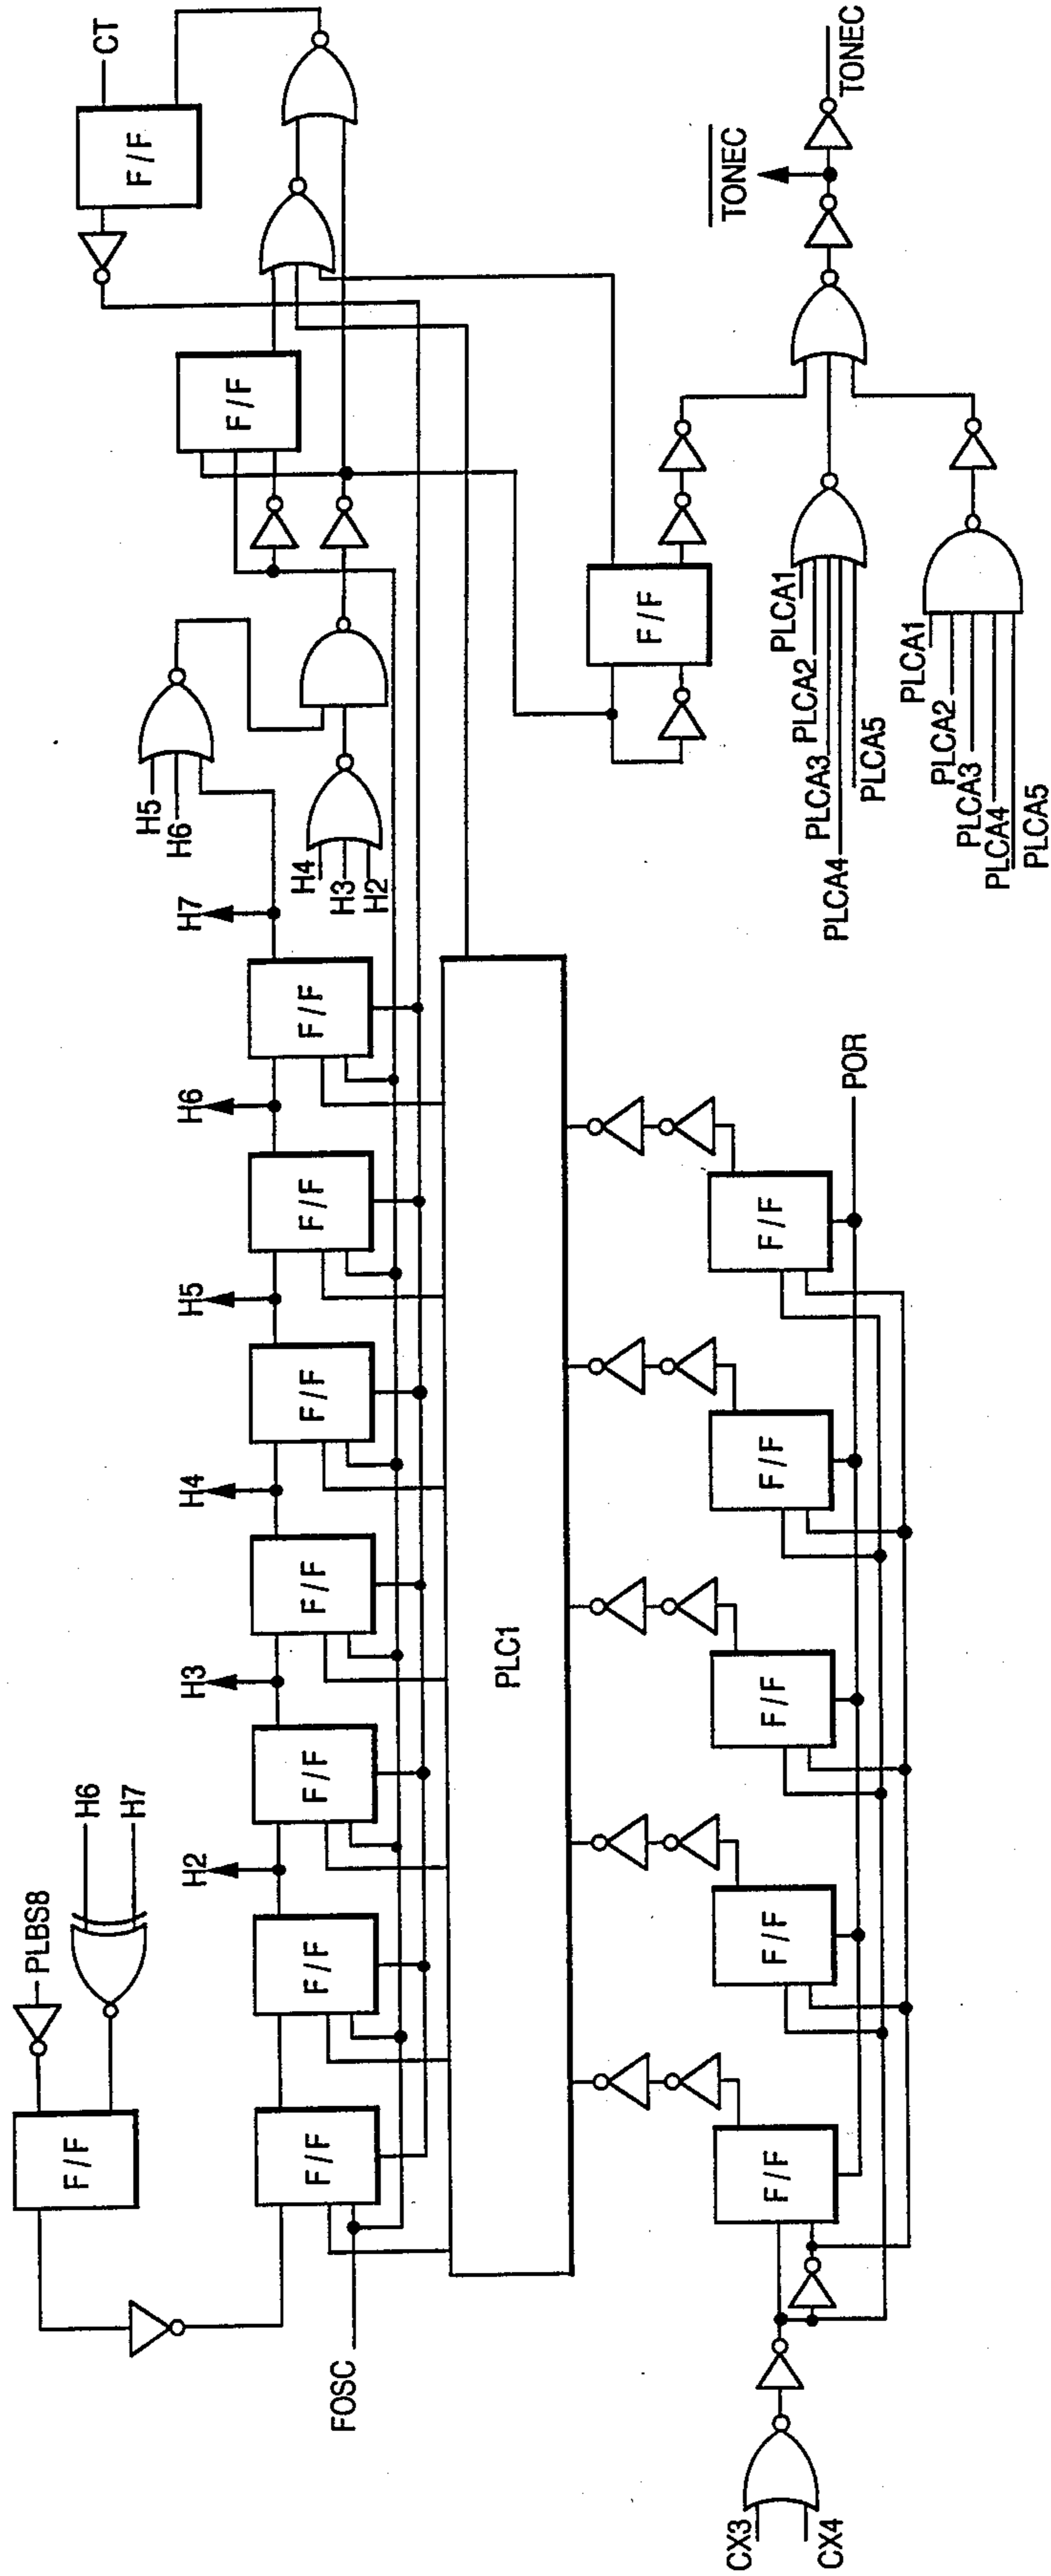 PLBS8
H6
H7
F/F
H2
H3
H4
H5
H6
H7
F/F
F/F
F/F
F/F
F/F
F/F
F/F
FOSC
H5
H6
H4
H3
H2
F/F
F/F
CT
PLC1
F/F
F/F
F/F
F/F
F/F
CX3
CX4
POR
F/F
PLCA1
PLCA2
PLCA3
PLCA4
PLCA5
PLCA1
PLCA2
PLCA3
PLCA4
PLCA5
TONEC
TONEC